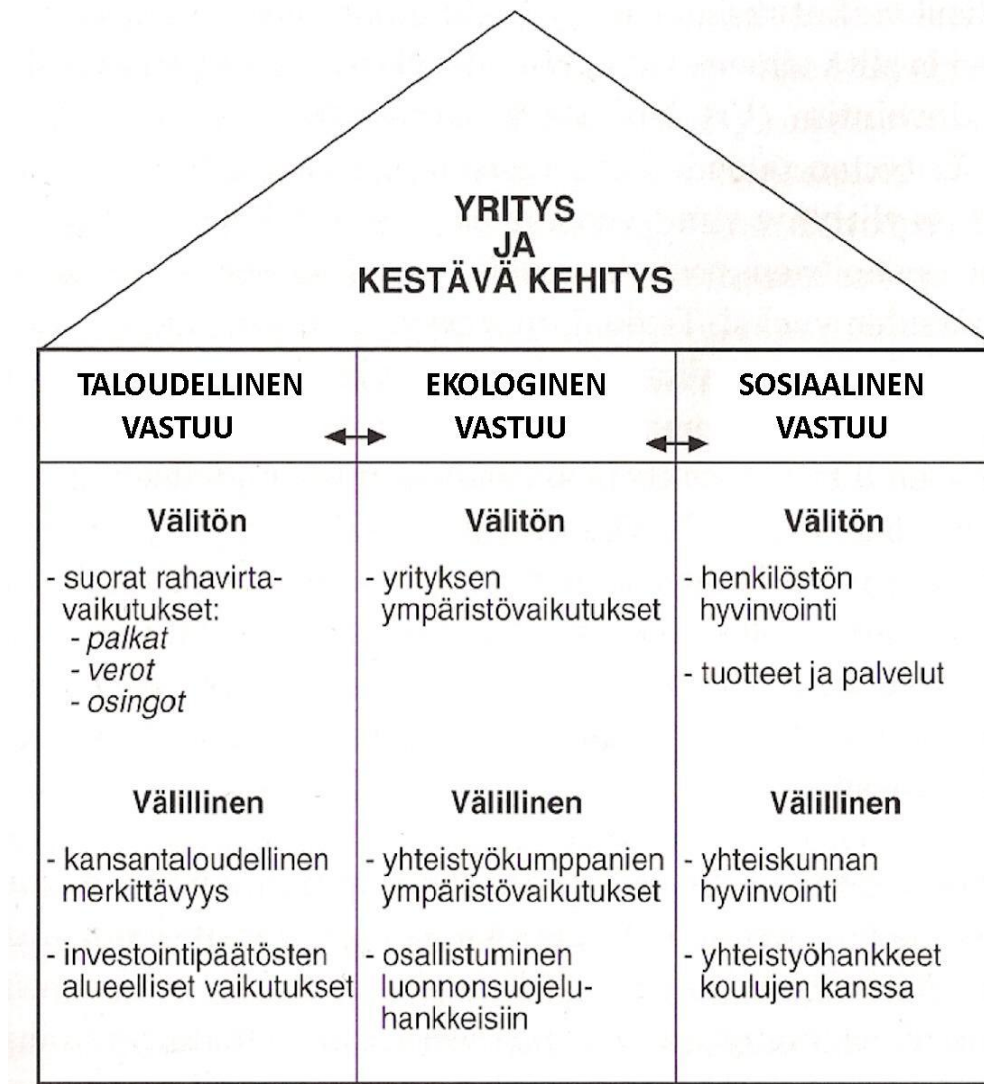 YRITYS
JA
KESTÄVÄ KEHITYS
TALOUDELLINEN
VASTUU
EKOLOGINEN
VASTUU
SOSIAALINEN
VASTUU
Välitön
- suorat rahavirta-
vaikutukset:
- palkat
- verot
- osingot
Välillinen
- kansantaloudellinen
merkittävyys
- investointipäätösten
alueelliset vaikutukset
Välitön
- yrityksen
ympäristövaikutukset
Välillinen
- yhteistyökumppanien
ympäristövaikutukset
- osallistuminen
luonnonsuojelu-
hankkeisiin
Välitön
- henkilöstön
hyvinvointi
- tuotteet ja palvelut
Välillinen
- yhteiskunnan
hyvinvointi
- yhteistyöhankkeet
koulujen kanssa